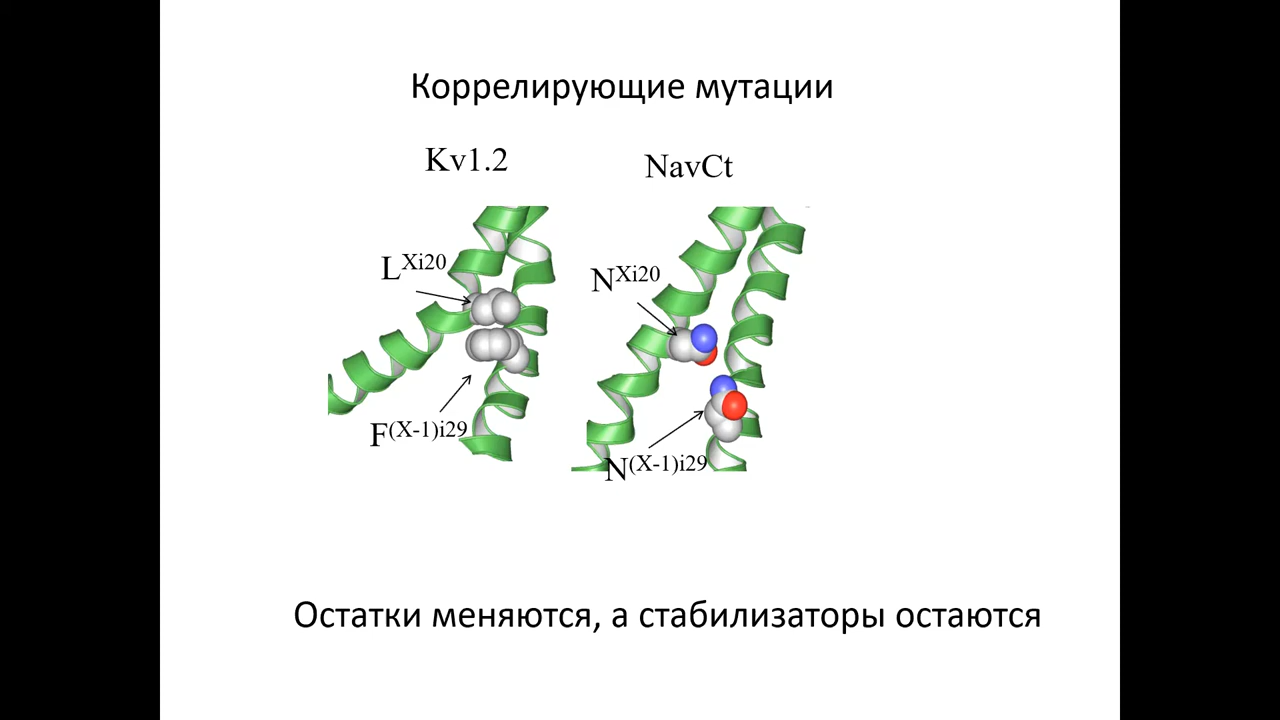 Коррелирующие мутации
Kv1.2
NavCt
L^Xi20
N^Xi20
F^(X-1)i29
N^(X-1)i29
Остатки меняются, а стабилизаторы остаются